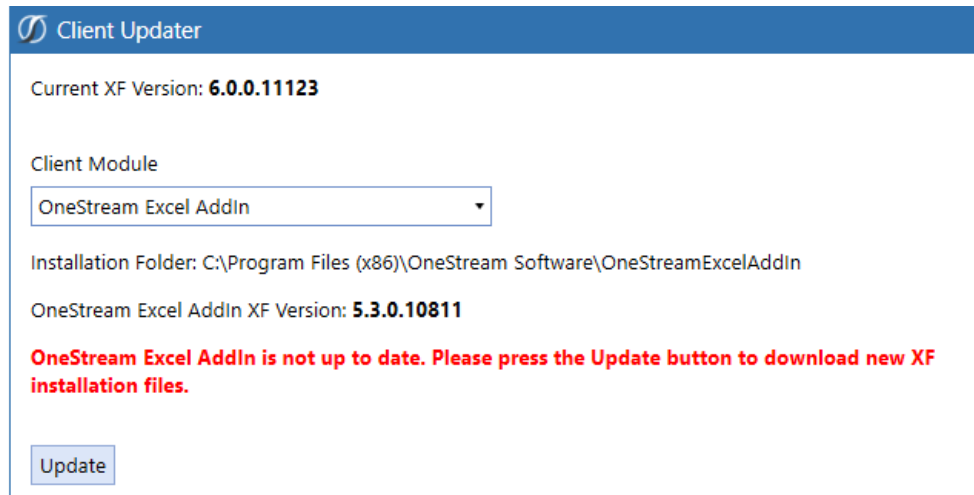 Client Updater
Current XF Version: 6.0.0.11123
Client Module
OneStream Excel AddIn
Installation Folder: C:\Program Files (x86)\OneStream Software\OneStreamExcelAddIn
OneStream Excel AddIn XF Version: 5.3.0.10811
OneStream Excel AddIn is not up to date. Please press the Update button to download new XF
installation files.
Update